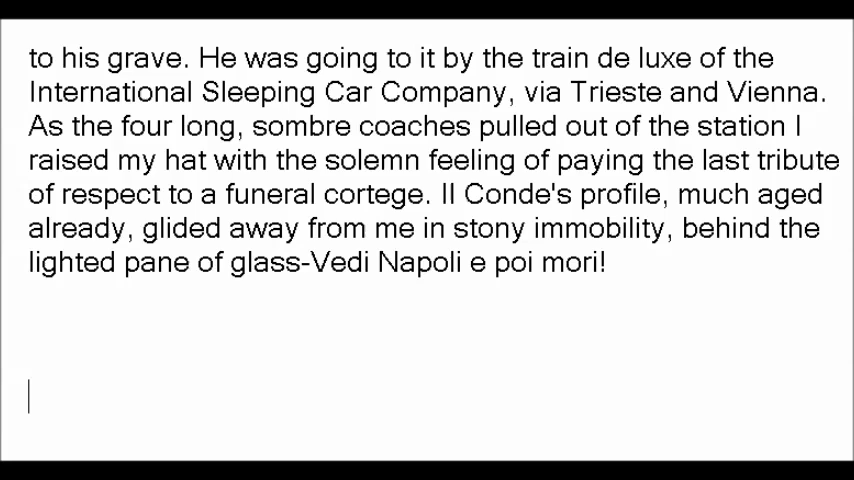 to his grave. He was going to it by the train de luxe of the
International Sleeping Car Company, via Trieste and Vienna.
As the four long, sombre coaches pulled out of the station I
raised my hat with the solemn feeling of paying the last tribute
of respect to a funeral cortege. Il Conde's profile, much aged
already, glided away from me in stony immobility, behind the
lighted pane of glass-Vedi Napoli e poi mori!